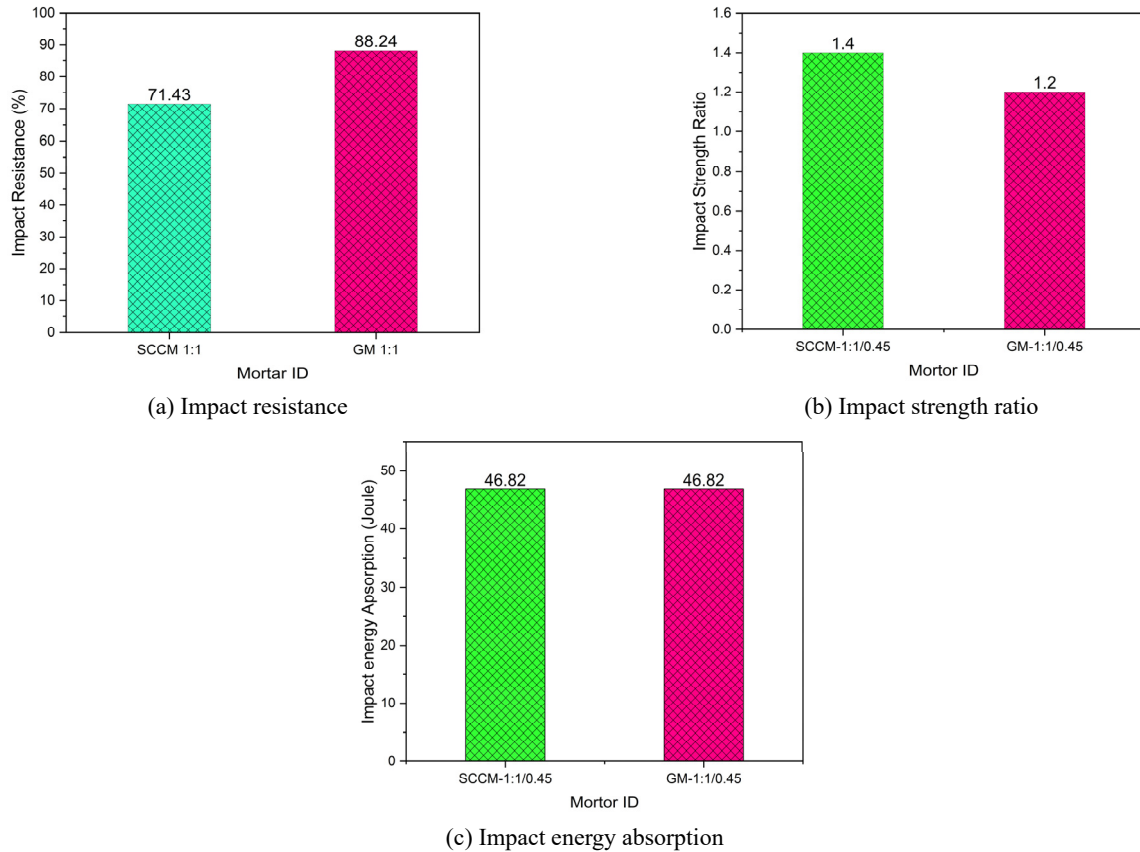 100
90
80
70
60
50
40
30
20
10
0
Impact Resistance (%)
71.43
88.24
SCCM 1:1
GM 1:1
Mortar ID
(a) Impact resistance
1.6
1.4
1.2
1.0
0.8
0.6
0.4
0.2
0.0
Impact Strength Ratio
1.4
1.2
SCCM-1:1/0.45
GM-1:1/0.45
Mortor ID
(b) Impact strength ratio
50
40
30
20
10
0
Impact energy Apsorption (Joule)
46.82
46.82
SCCM-1:1/0.45
GM-1:1/0.45
Mortor ID
(c) Impact energy absorption